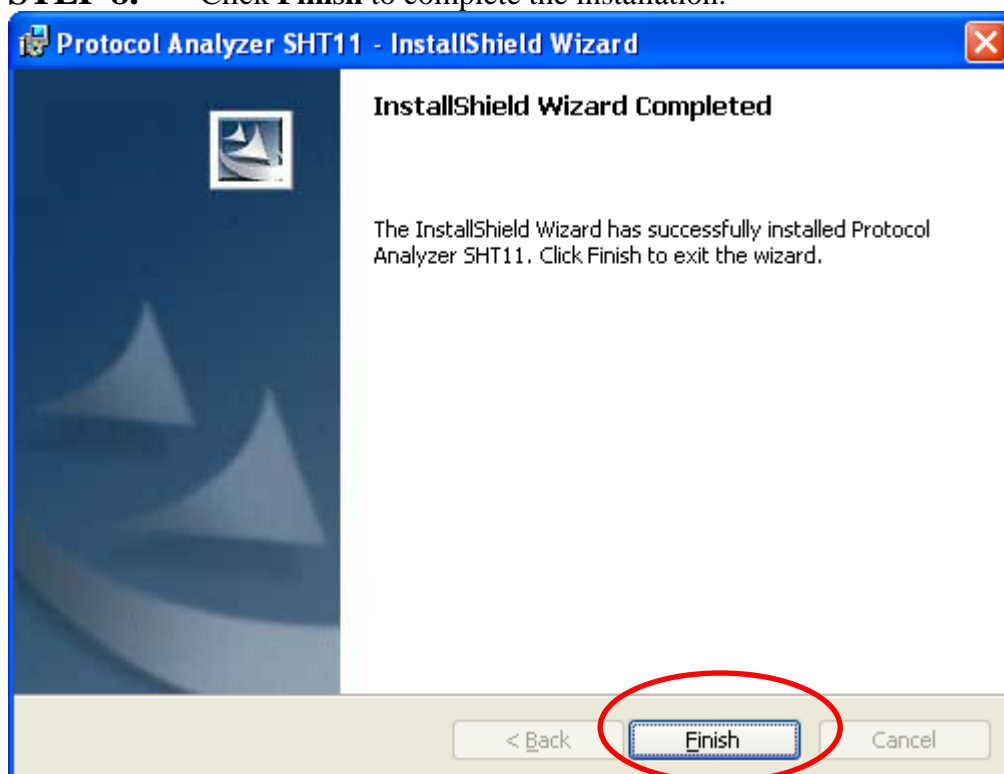 Click Finish to complete the installation.
Protocol Analyzer SHT11 - InstallShield Wizard
InstallShield Wizard Completed
The InstallShield Wizard has successfully installed Protocol
Analyzer SHT11. Click Finish to exit the wizard.
< Back Finish Cancel